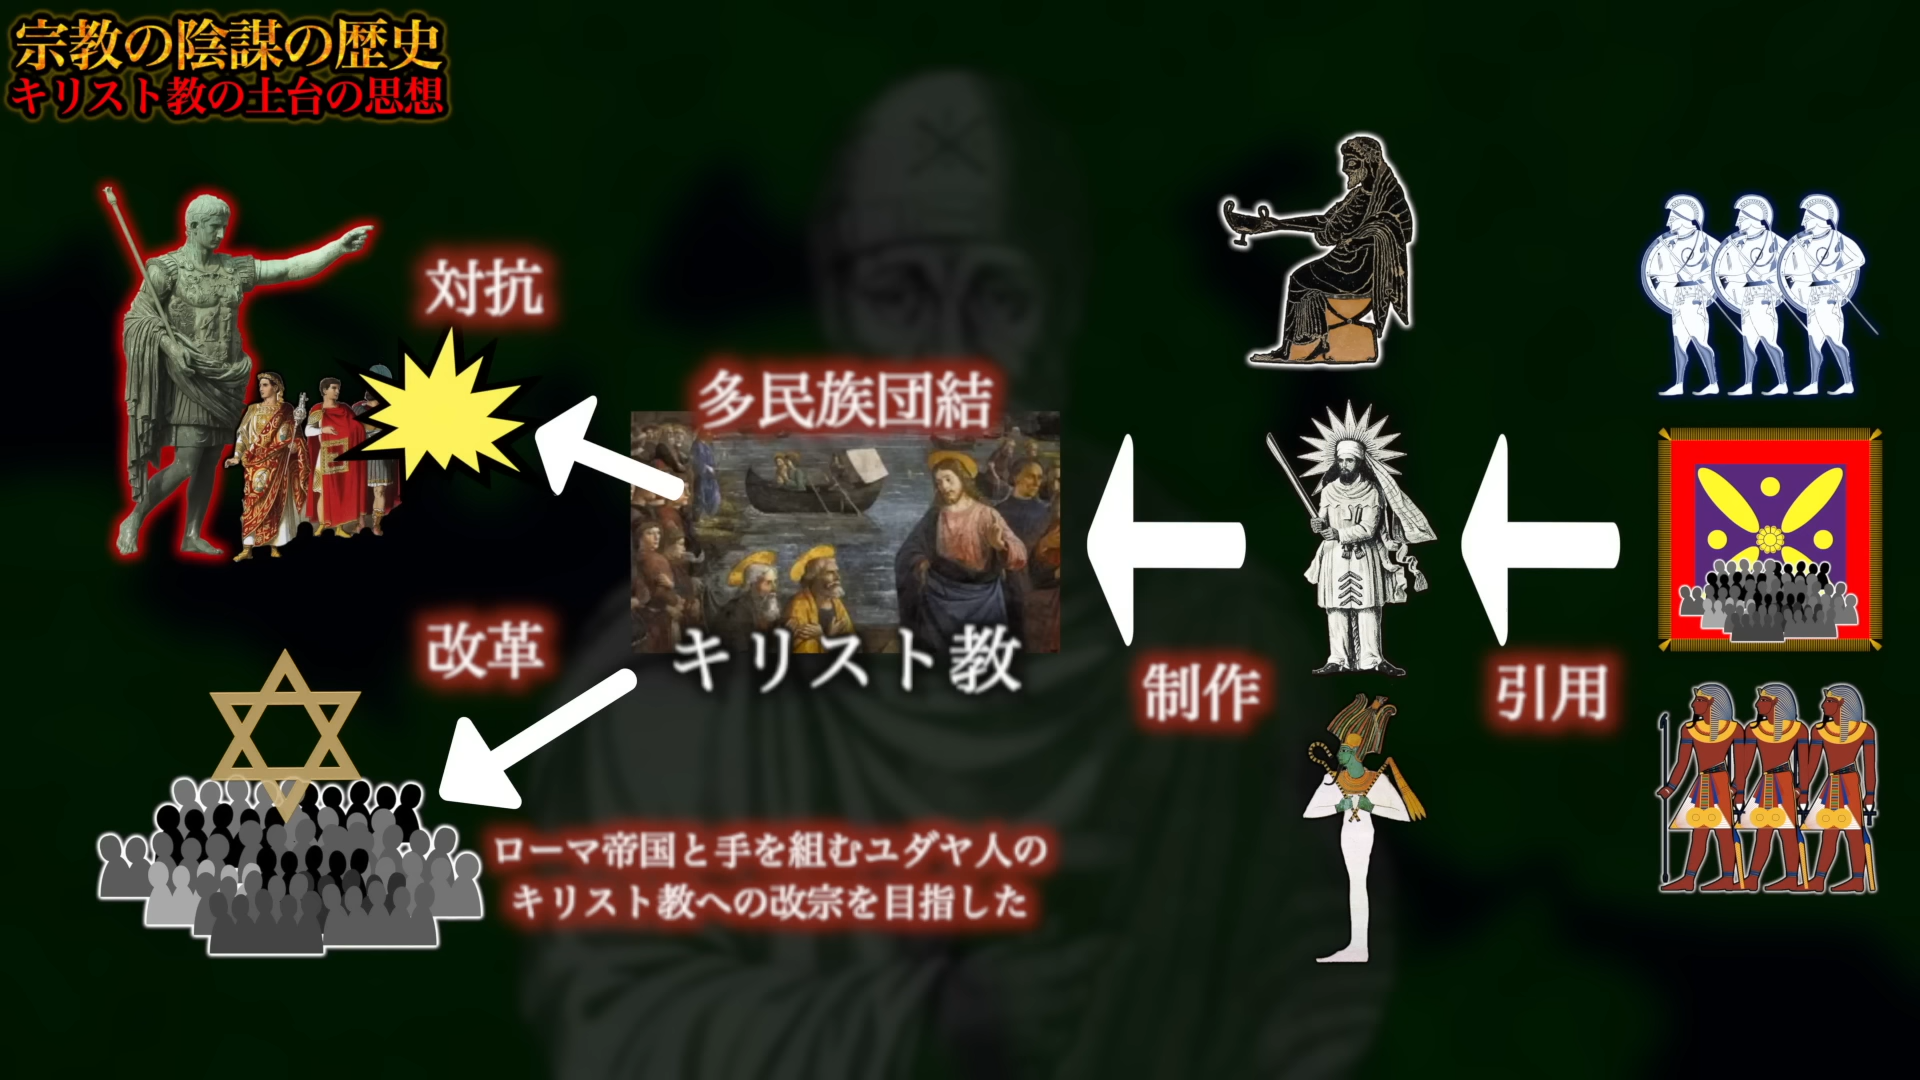 宗教の陰謀の歴史
キリスト教の土台の思想
対抗
多民族団結
キリスト教
改革
制作
引用
ローマ帝国と手を組むユダヤ人の
キリスト教への改宗を目指した